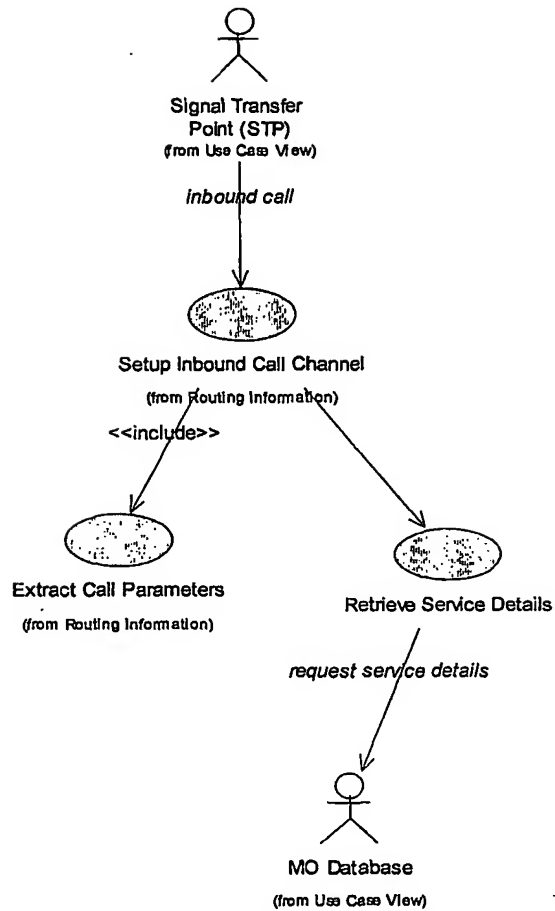 Signal Transfer
Point (STP)
(from Use Case View)
inbound call
Setup Inbound Call Channel
(from Routing Information)
<<include>>
Extract Call Parameters
(from Routing Information)
Retrieve Service Details
request service details
MO Database
(from Use Case View)